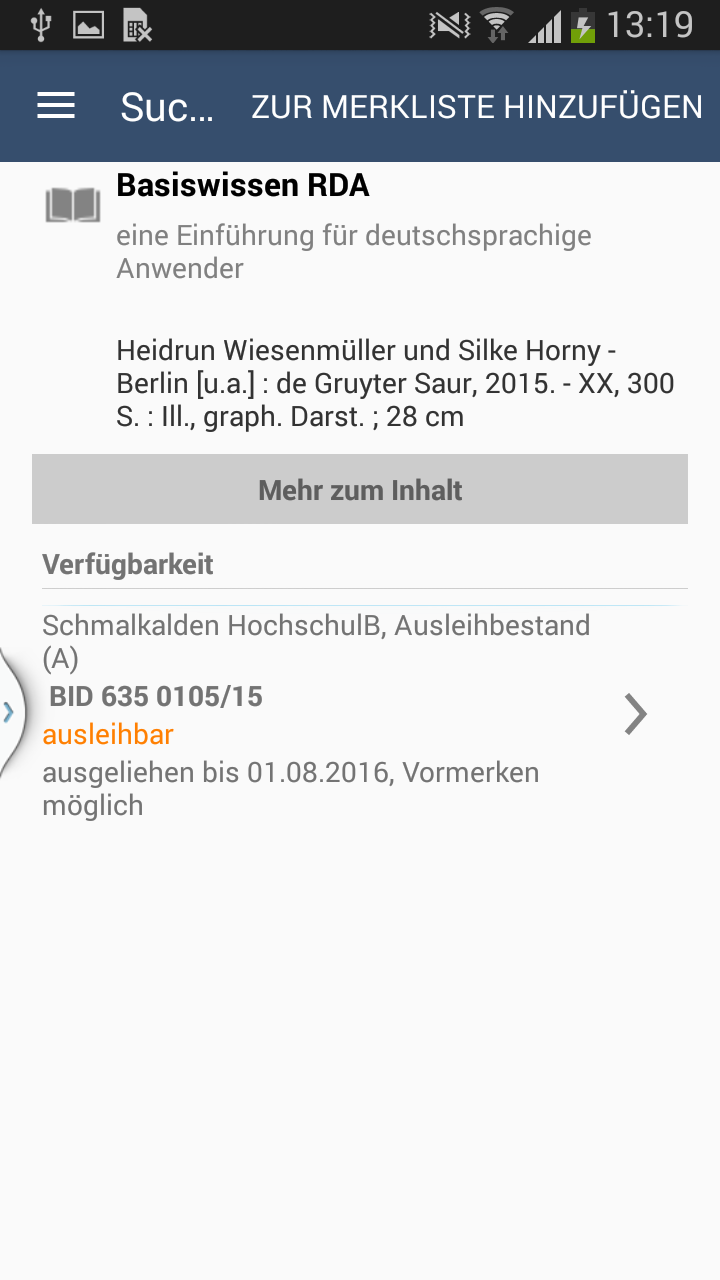 13:19
Suc... ZUR MERKLISTE HINZUFÜGEN
Basiswissen RDA
eine Einführung für deutschsprachige
Anwender
Heidrun Wiesenmüller und Silke Horny -
Berlin [u.a.] : de Gruyter Saur, 2015. - XX, 300
S. : Ill., graph. Darst. ; 28 cm
Mehr zum Inhalt
Verfügbarkeit
Schmalkalden HochschulB, Ausleihbestand
(A)
BID 635 0105/15
ausleihbar
ausgeliehen bis 01.08.2016, Vormerken
möglich